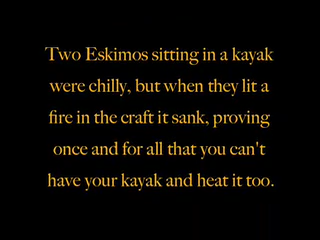 Two Eskimos sitting in a kayak
were chilly, but when they lit a
fire in the craft it sank, proving
once and for all that you can't
have your kayak and heat it too.